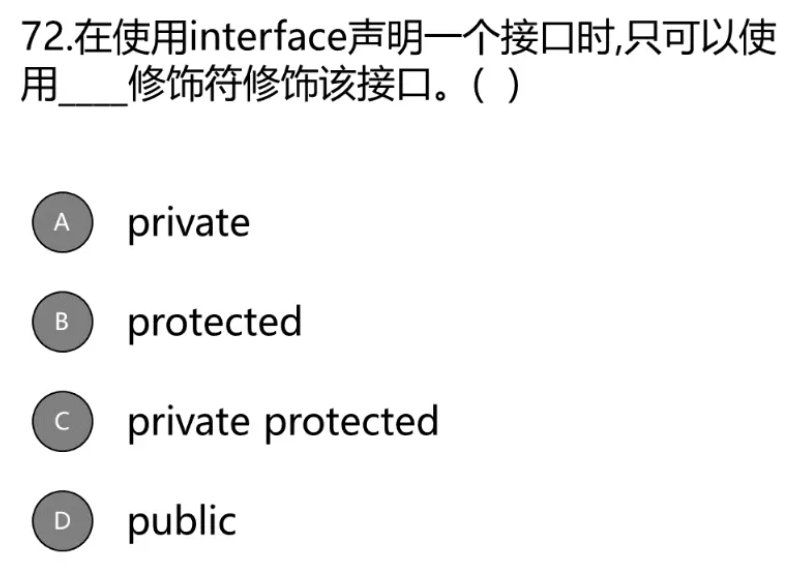 72.在使用interface声明一个接口时,只可以使
用____修饰符修饰该接口。( )
A private
B protected
C private protected
D public